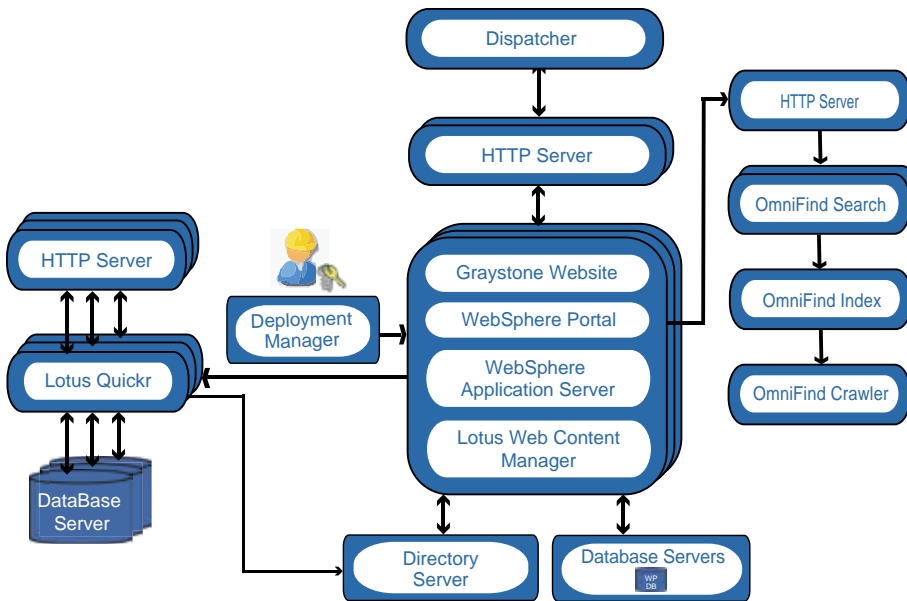 Dispatcher
HTTP Server
HTTP Server
OmniFind Search
OmniFind Index
OmniFind Crawler
HTTP Server
Lotus Quickr
DataBase
Server
Deployment
Manager
Graystone Website
WebSphere Portal
WebSphere
Application Server
Lotus Web Content
Manager
Directory
Server
Database Servers
WP
DB